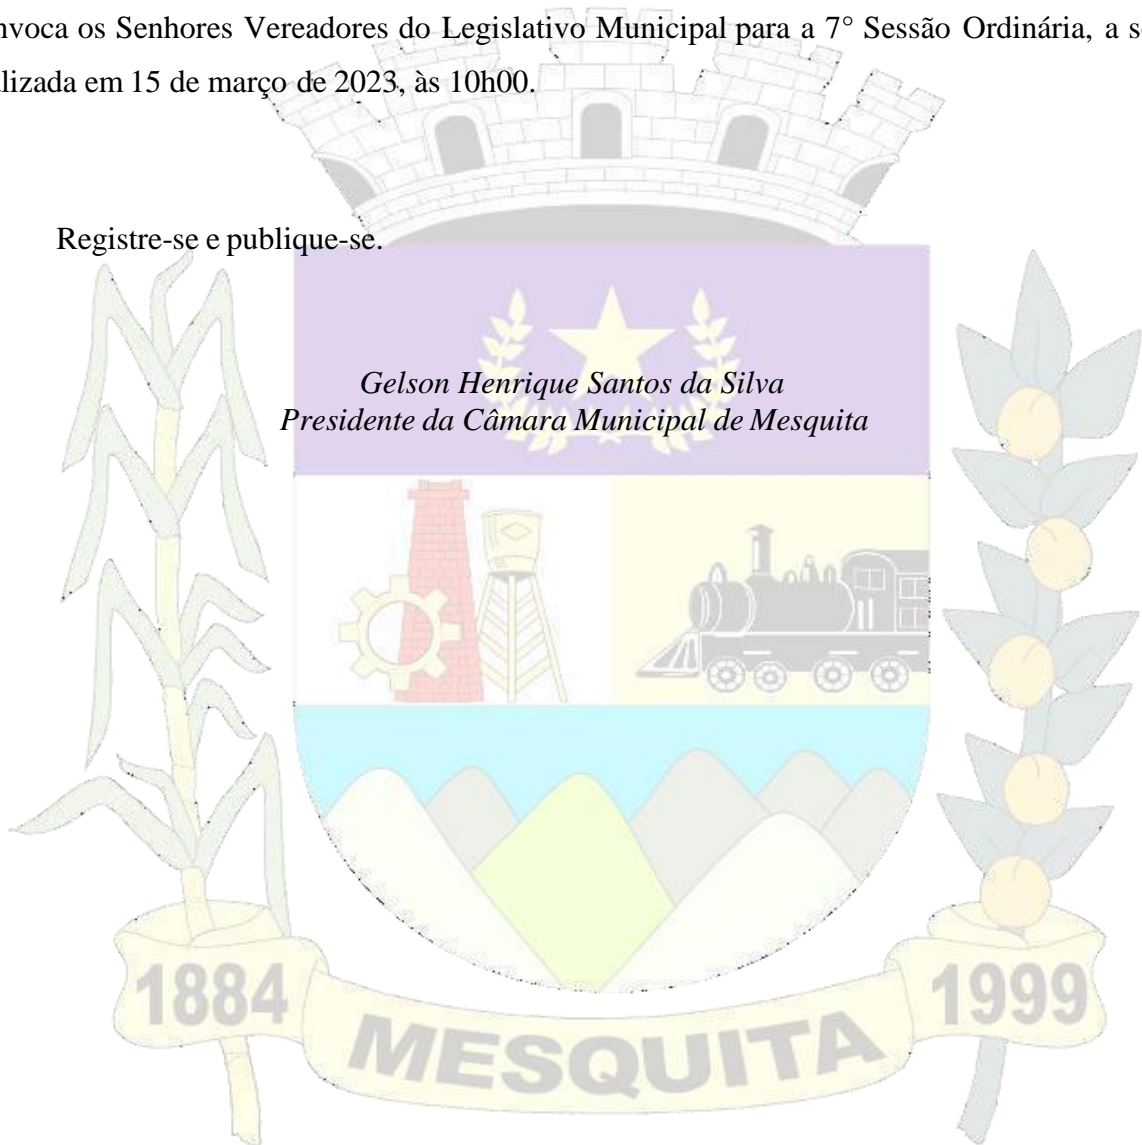 nvoca os Senhores Vereadores do Legislativo Municipal para a 7° Sessão Ordinária, a s
lizada em 15 de março de 2023, às 10h00.
Registre-se e publique-se.
Gelson Henrique Santos da Silva
Presidente da Câmara Municipal de Mesquita
1884
MESQUITA
1999